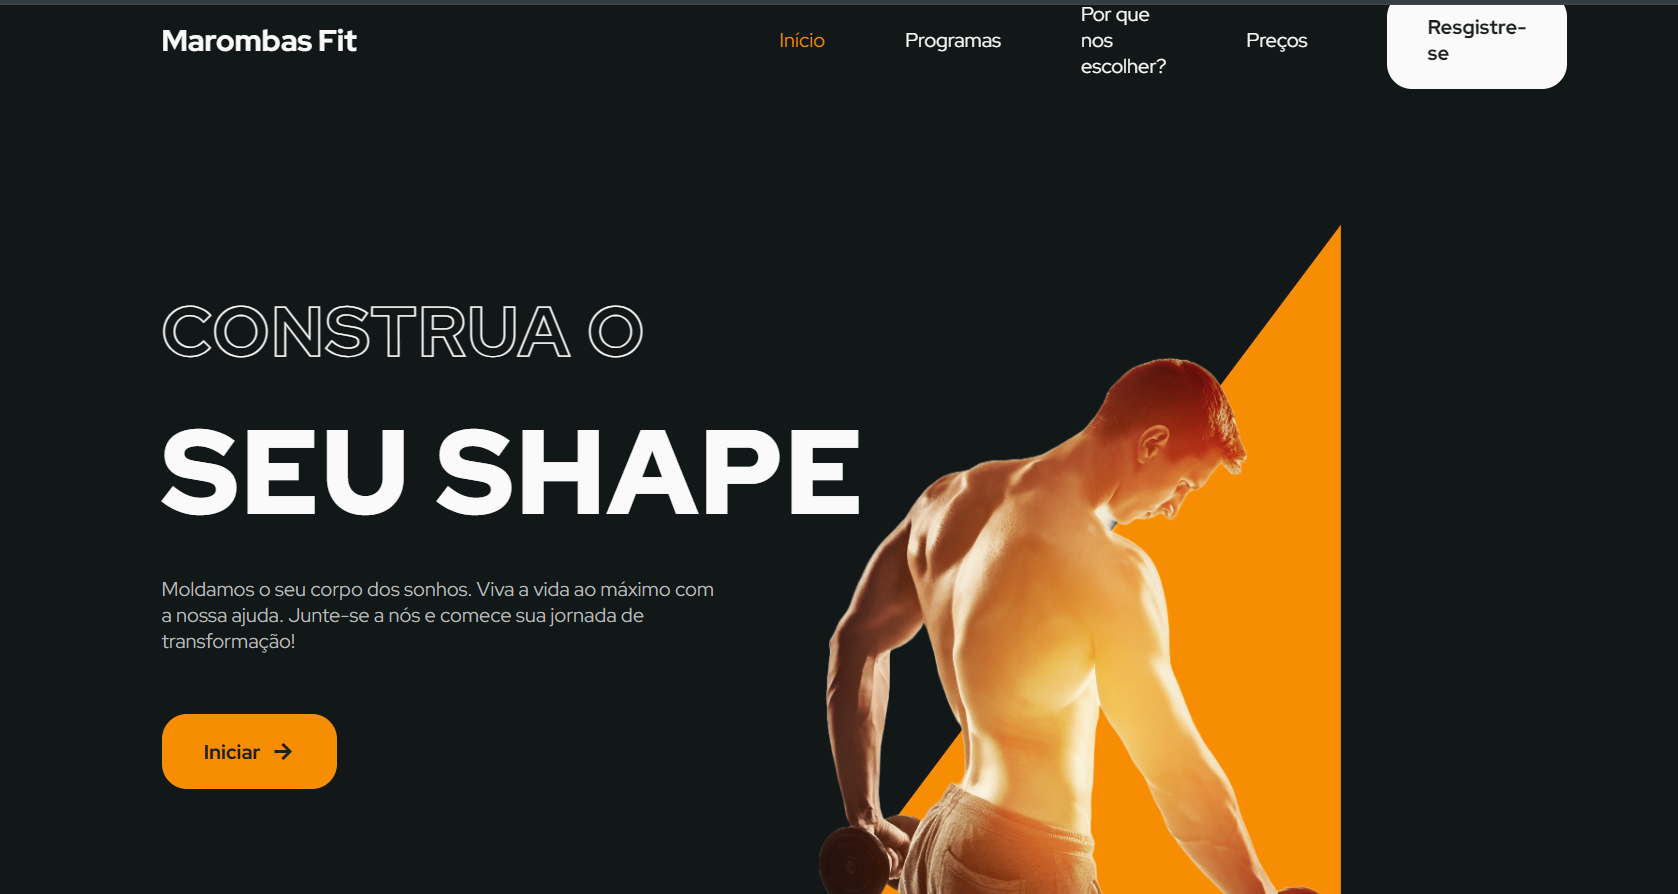 Marombas Fit
Início
Programas
Por que
nos
escolher?
Preços
Resgistre-
se
CONSTRUA O
SEU SHAPE
Moldamos o seu corpo dos sonhos. Viva a vida ao máximo com
a nossa ajuda. Junte-se a nós e comece sua jornada de
transformação!
Iniciar